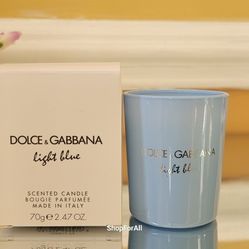 DOLCE & GABBANA
light blue
SCENTED CANDLE
BOUGIE PARFUMÉE
MADE IN ITALY
70g℮2.47 OZ.
DOLCE & GABBANA
light blue
ShopForAll